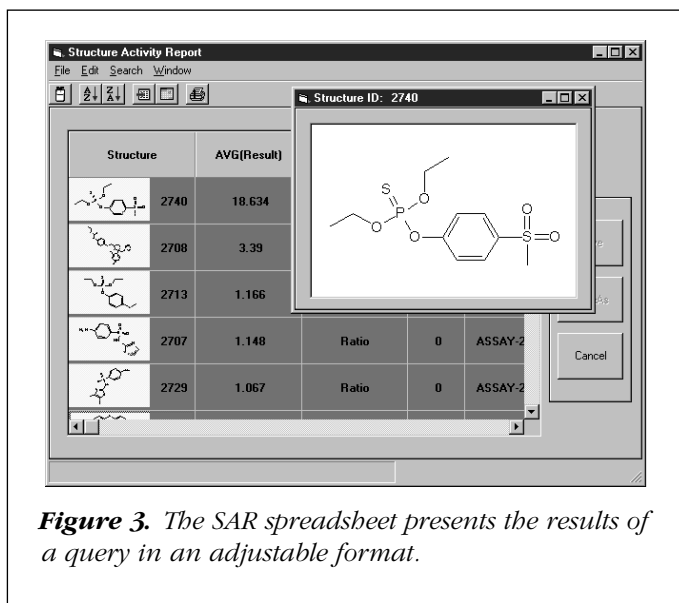 Structure Activity Report
File Edit Search Window
Structure ID: 2740
Structure AVG(Result)
S
O
O P
O
S O
O
2740 18.634
2708 3.39
2713 1.166
2707 1.148 Ratio 0 ASSAY-2
2729 1.067 Ratio 0 ASSAY-2
Cancel
Figure 3. The SAR spreadsheet presents the results of
a query in an adjustable format.